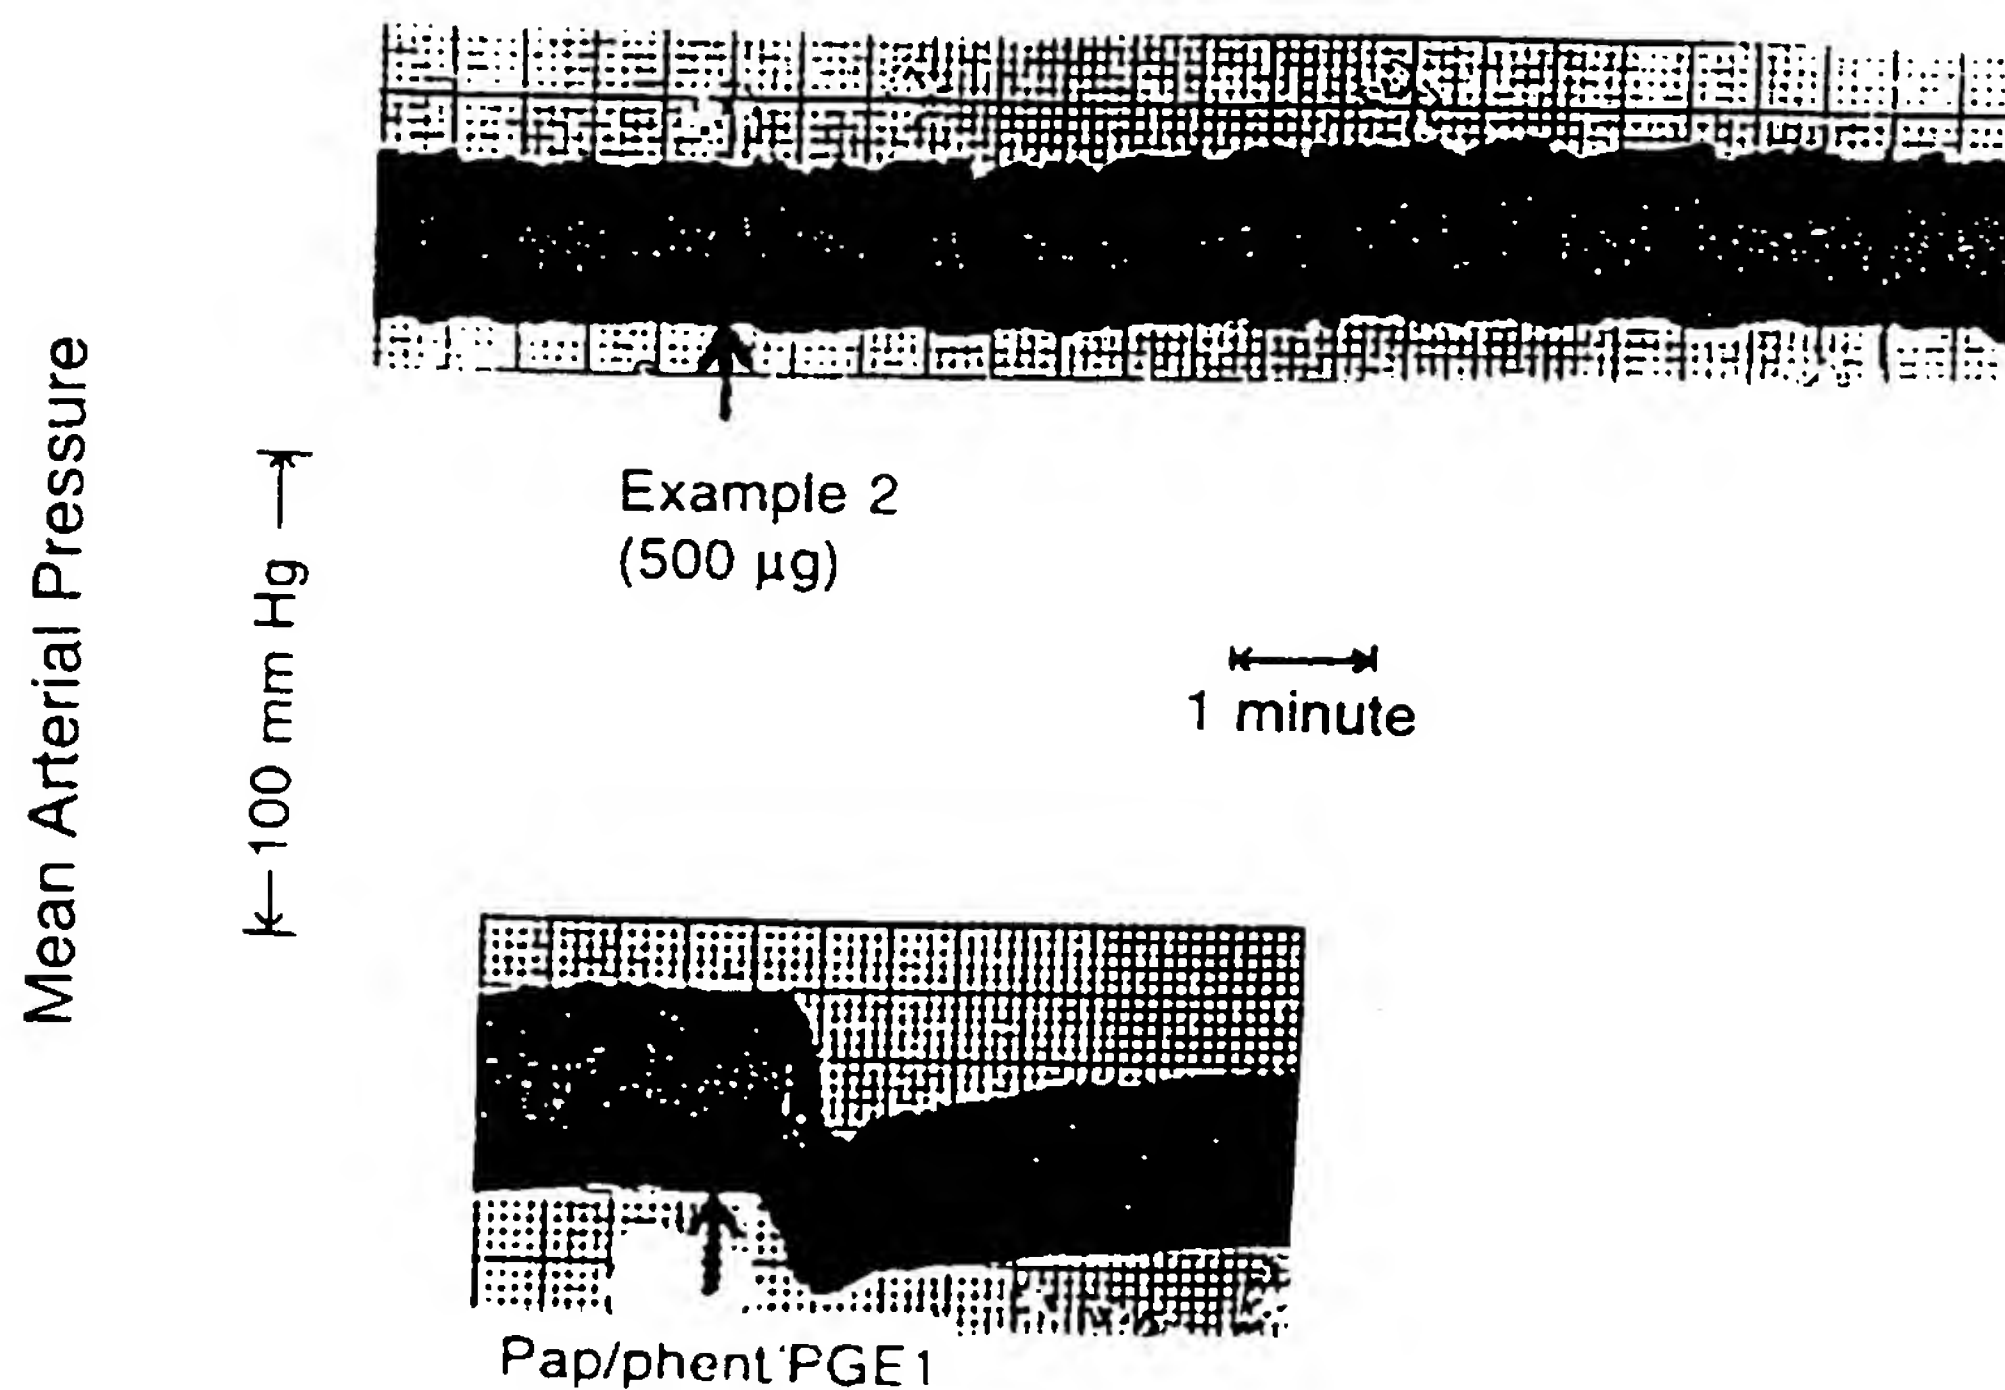 Mean Arterial Pressure
100 mm Hg
Example 2
(500 µg)
1 minute
Pap/phent/PGE1